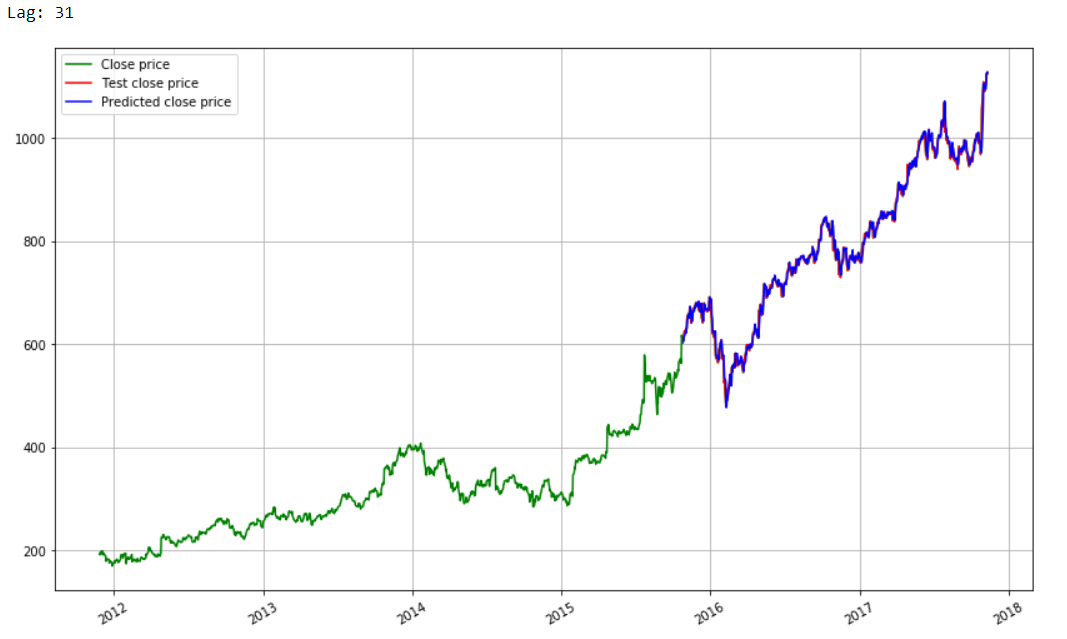 Lag: 31
Close price
Test close price
Predicted close price
1000
800
600
400
200
2012 2013 2014 2015 2016 2017 2018